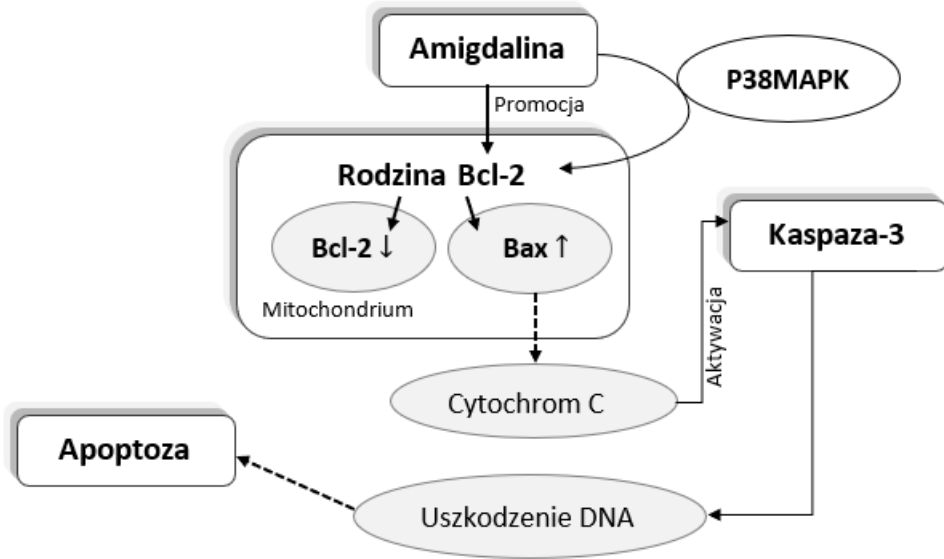 Amigdalina
P38MAPK
Promocja
Rodzina Bcl-2
Bcl-2 ↓
Bax ↑
Mitochondrium
Kaspaza-3
Aktywacja
Cytochrom C
Apoptoza
Uszkodzenie DNA